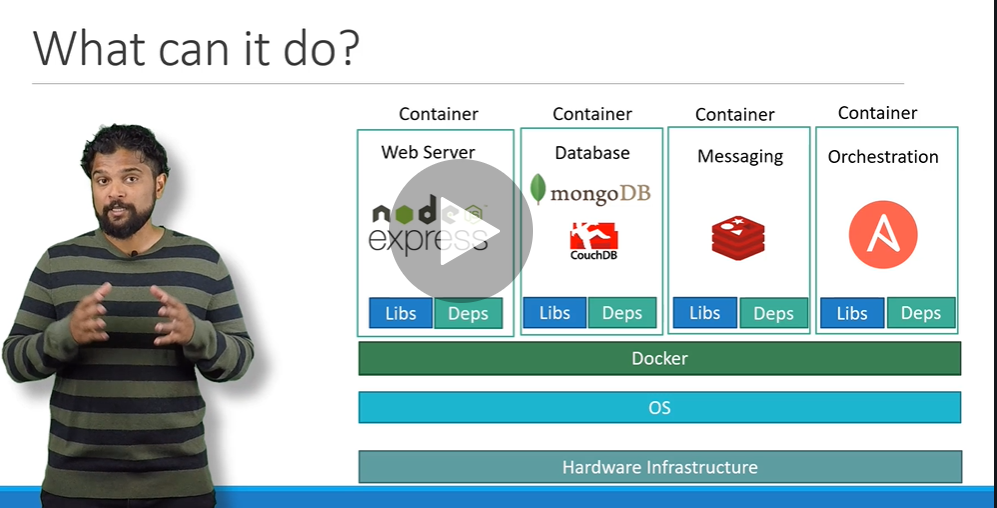 What can it do?
Container
Container
Container
Container
Web Server
Database
Messaging
Orchestration
node
express
mongoDB
CouchDB
A
Libs
Deps
Libs
Deps
Libs
Deps
Libs
Deps
Docker
OS
Hardware Infrastructure